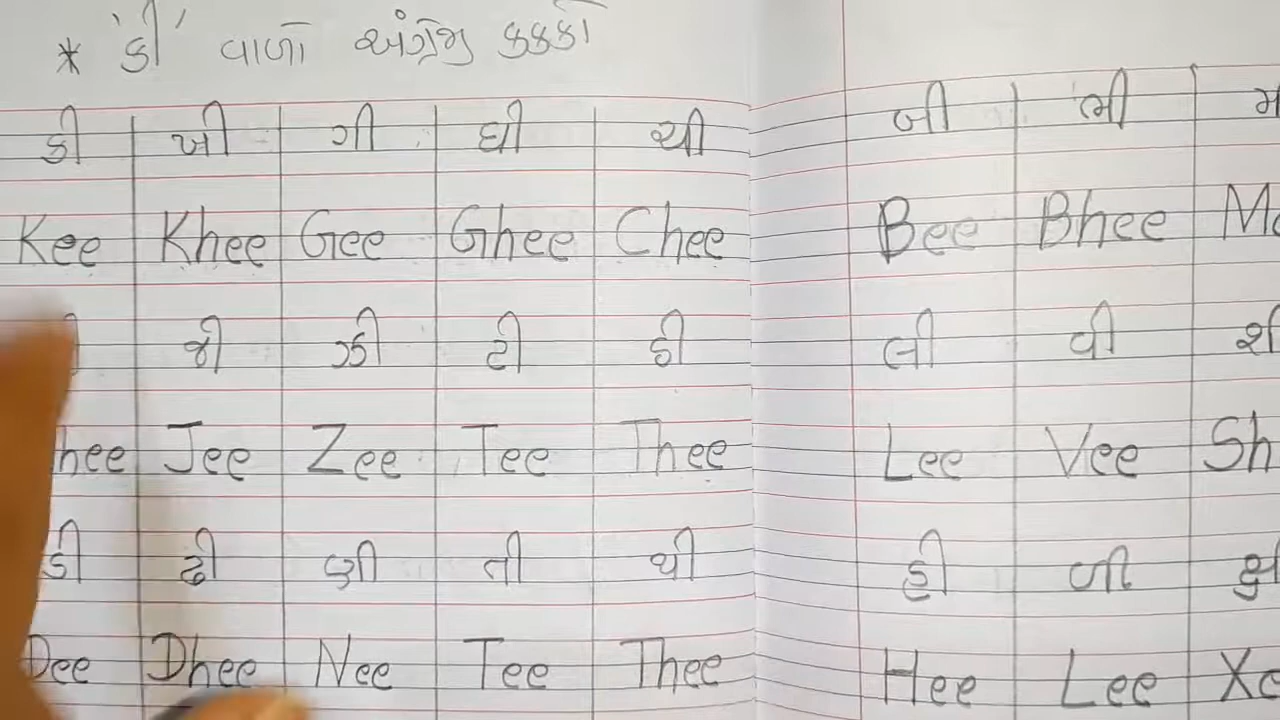 * 'કી' વાળો અંગ્રેજી કક્કો
કી ખી ગી ઘી ચી
Kee Khee Gee Ghee Chee
જી ઝી ટી ઠી
hee Jee Zee Tee Thee
ડી ઢી ણી તી થી
Dee Dhee Nee Tee Thee
બી ભી
Bee Bhee
લી વી
Lee Vee Sh
હી ળી
Hee Lee